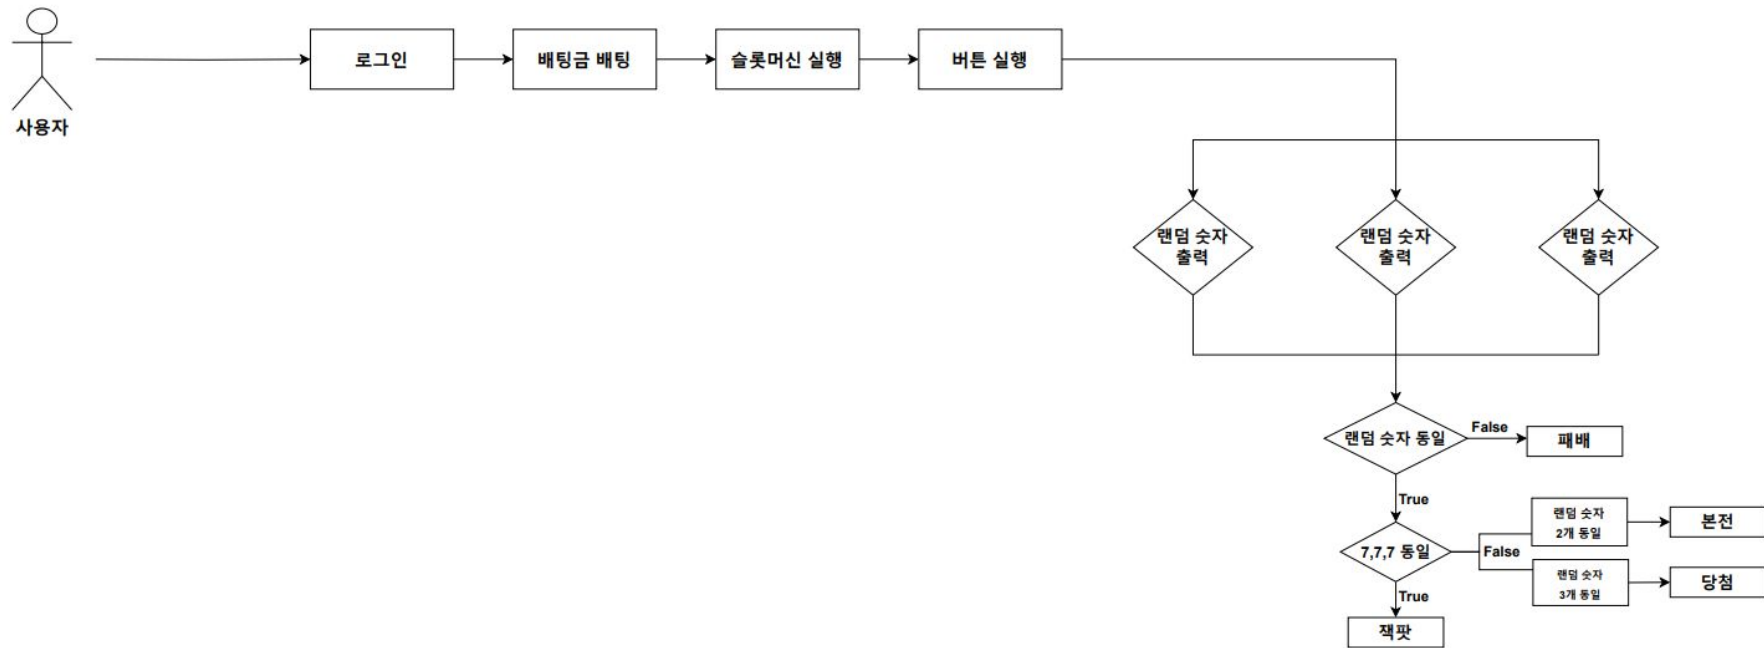 사용자
로그인
배팅금 배팅
슬롯머신 실행
버튼 실행
랜덤 숫자
출력
랜덤 숫자
출력
랜덤 숫자
출력
랜덤 숫자 동일
False
패배
True
7,7,7 동일
False
랜덤 숫자
2개 동일
본전
랜덤 숫자
3개 동일
당첨
True
잭팟